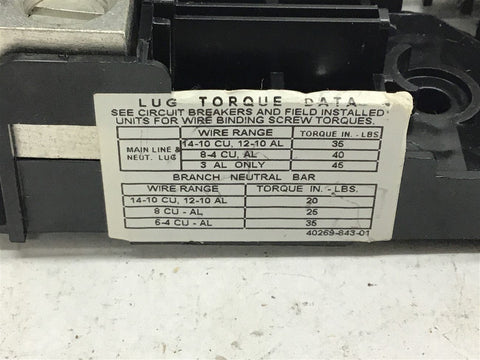 LUG TORQUE DATA
SEE CIRCUIT BREAKERS AND FIELD INSTALLED
UNITS FOR WIRE BINDING SCREW TORQUES.
WIRE RANGE TORQUE IN. - LBS
MAIN LINE & NEUT. LUG
14-10 CU, 12-10 AL 35
8-4 CU, AL 40
3 AL ONLY 45
BRANCH NEUTRAL BAR
WIRE RANGE TORQUE IN. - LBS.
14-10 CU, 12-10 AL 20
8 CU - AL 25
6-4 CU - AL 35
40269-843-01